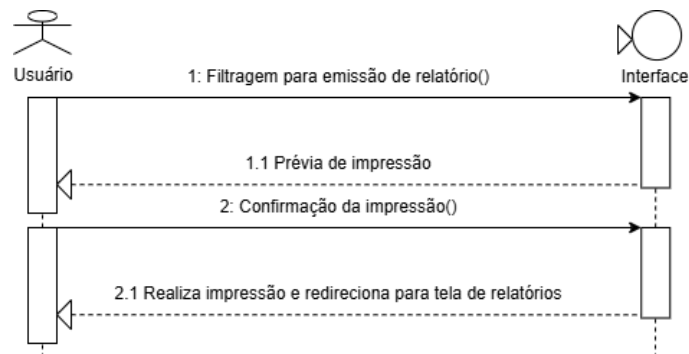 Usuário
Interface
1: Filtragem para emissão de relatório()
1.1 Prévia de impressão
2: Confirmação da impressão()
2.1 Realiza impressão e redireciona para tela de relatórios